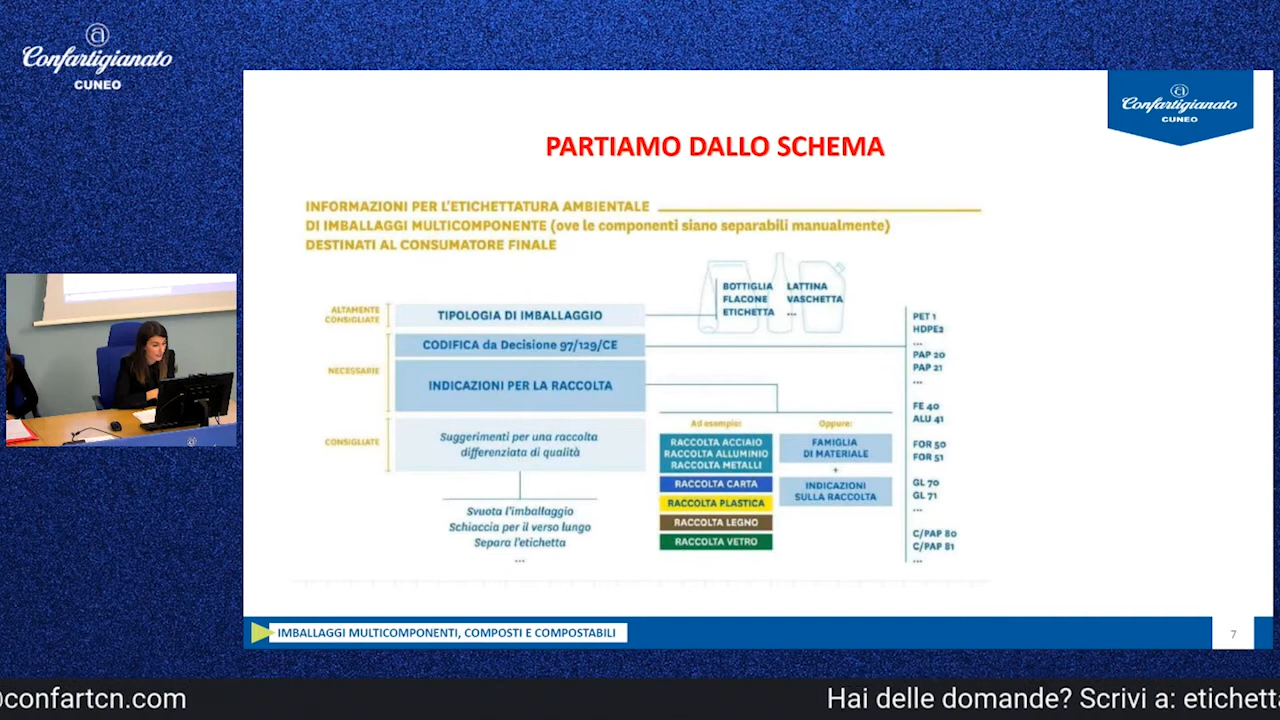 Confartigianato
CUNEO
Confartigianato
CUNEO
PARTIAMO DALLO SCHEMA
INFORMAZIONI PER L'ETICHETTATURA AMBIENTALE
DI IMBALLAGGI MULTICOMPONENTE (ove le componenti siano separabili manualmente)
DESTINATI AL CONSUMATORE FINALE
ALTAMENTE
CONSIGLIATE
TIPOLOGIA DI IMBALLAGGIO
BOTTIGLIA
FLACONE
ETICHETTA
LATTINA
VASCHETTA
...
NECESSARIE
CODIFICA da Decisione 97/129/CE
INDICAZIONI PER LA RACCOLTA
CONSIGLIATE
Suggerimenti per una raccolta
differenziata di qualità
Svuota l'imballaggio
Schiaccia per il verso lungo
Separa l'etichetta
...
Ad esempio:
RACCOLTA ACCIAIO
RACCOLTA ALLUMINIO
RACCOLTA METALLI
RACCOLTA CARTA
RACCOLTA PLASTICA
RACCOLTA LEGNO
RACCOLTA VETRO
Oppure:
FAMIGLIA
DI MATERIALE
+
INDICAZIONI
SULLA RACCOLTA
PET 1
HDPE2
...
PAP 20
PAP 21
...
FE 40
ALU 41
FOR 50
FOR 51
GL 70
GL 71
...
C/PAP 80
C/PAP 81
...
IMBALLAGGI MULTICOMPONENTI, COMPOSTI E COMPOSTABILI
7
@confartcn.com
Hai delle domande? Scrivi a: etichetta